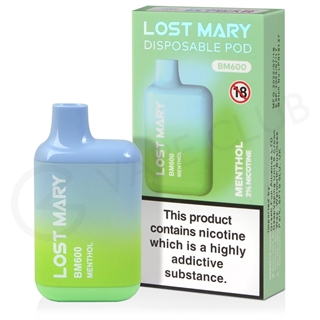 LOST MARY
BM600
MENTHOL
LOST MARY
DISPOSABLE POD
BM600
LOST MARY
BM600
MENTHOL
18
MENTHOL
2% NICOTINE
This product
contains nicotine
which is a highly
addictive
substance.